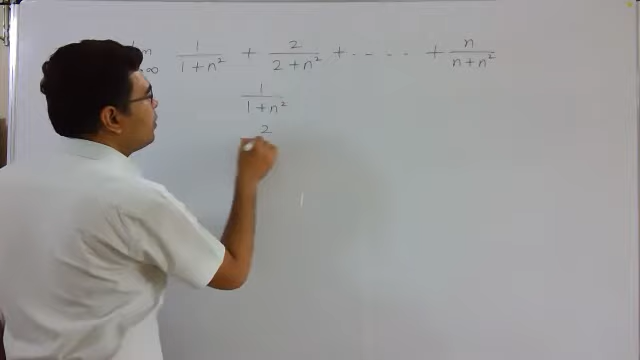 1/(1+n²) + 2/(2+n²) + - - - - + n/(n+n²)
∞
1/(1+n²)
2